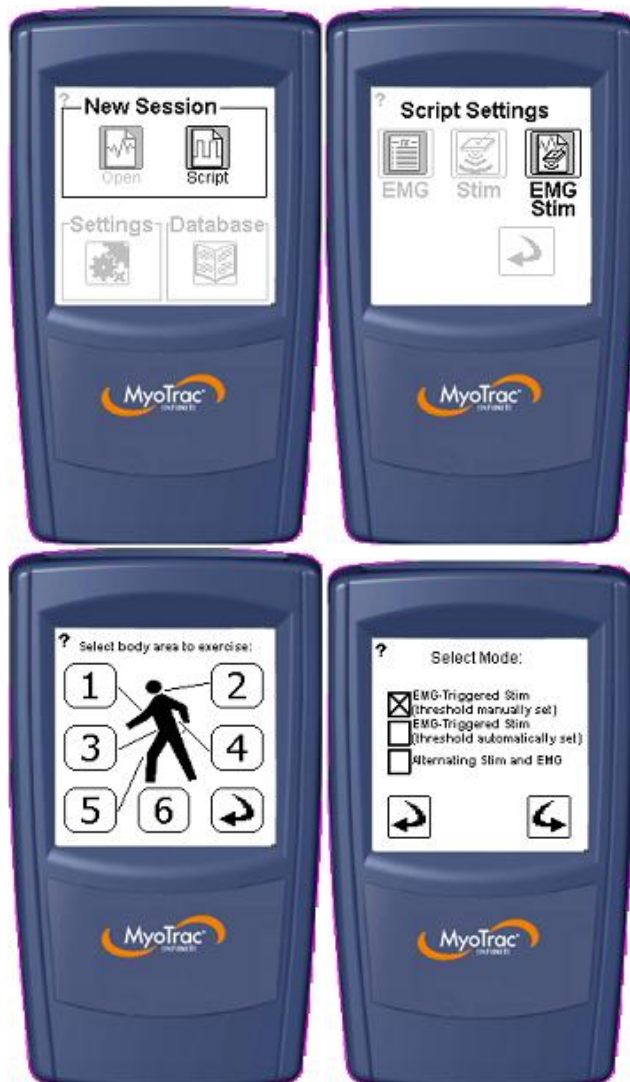 ?
New Session
Open
Script
Settings
Database
MyoTrac
?
Script Settings
EMG
Stim
EMG
Stim
MyoTrac
?
Select body area to exercise:
1
2
3
4
5
6
MyoTrac
?
Select Mode:
EMG-Triggered Stim
(threshold manually set)
EMG-Triggered Stim
(threshold automatically set)
Alternating Stim and EMG
MyoTrac